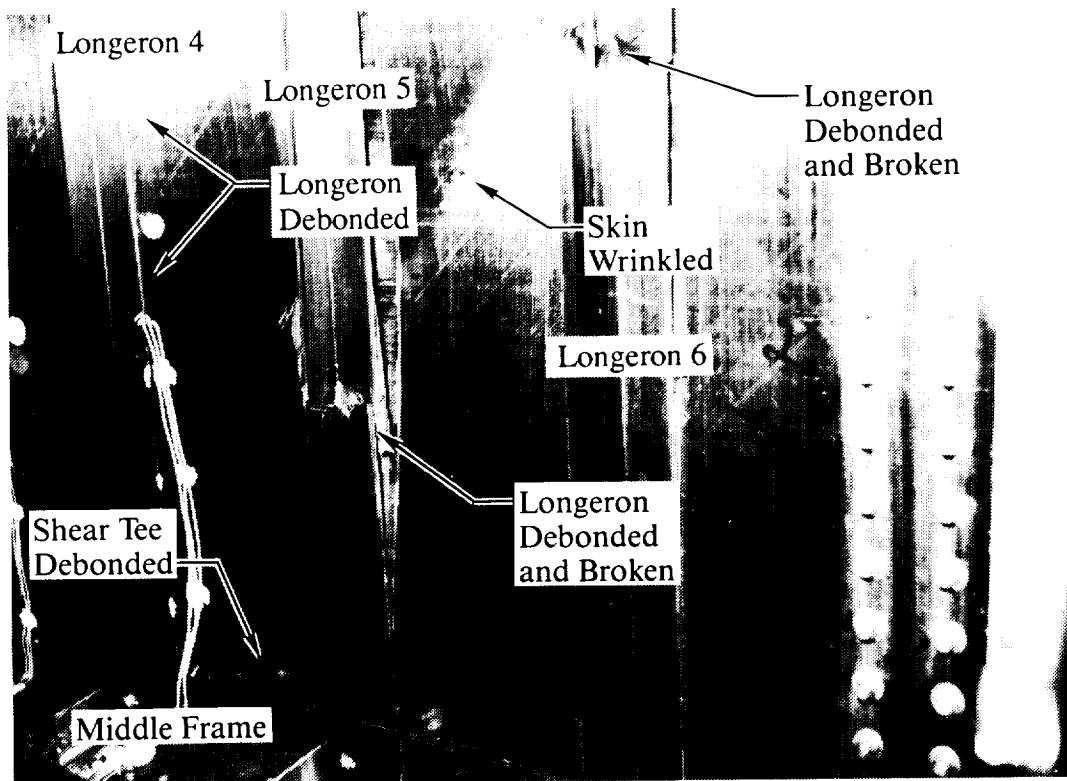 Longeron 4
Longeron 5
Longeron
Debonded
and Broken
Longeron
Debonded
Skin
Wrinkled
Longeron 6
Longeron
Debonded
and Broken
Shear Tee
Debonded
Middle Frame